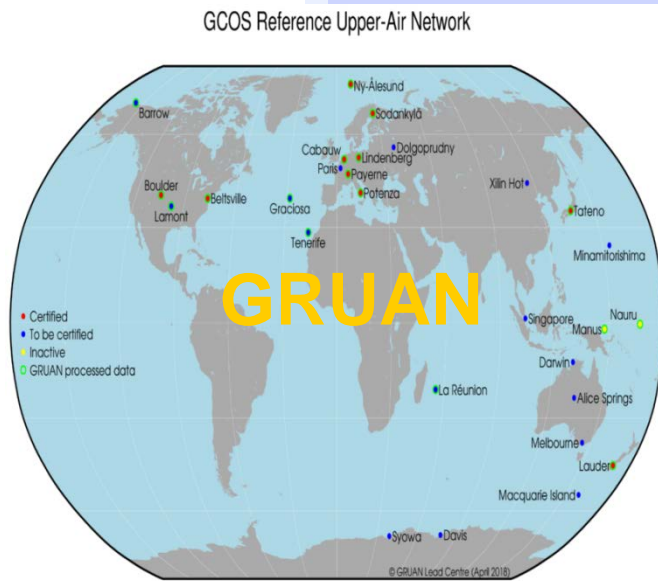 GCOS Reference Upper-Air Network
Ny-Ålesund
Barrow
Sodankylä
Cabauw
Dolgoprudny
Lindenberg
Paris
Payerne
Xilin Hot
Boulder
Beltsville
Potenza
Lamont
Graciosa
Tateno
Tenerife
Minamitorishima
GRUAN
Certified
To be certified
Inactive
GRUAN processed data
Singapore
Nauru
Manus
Darwin
La Réunion
Alice Springs
Melbourne
Lauder
Macquarie Island
Syowa
Davis
© GRUAN Lead Centre (April 2018)